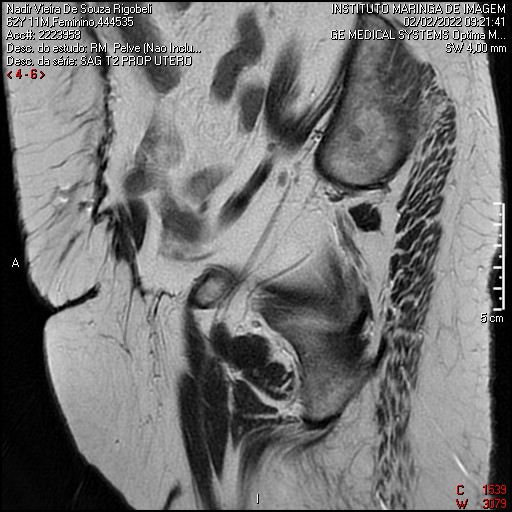 Nadir Vieira De Souza Rigobeli
62Y 11M,Feminino,444535
Acc#: 2223953
Desc. do estudo: RM Pelve (Nao Inclu...
Desc. da série: SAG T2 PROP UTERO
<4-6>
INSTITUTO MARINGA DE IMAGEM
02/02/2022 09:21:41
GE MEDICAL SYSTEMS Optima M...
SW 4,00 mm
A
5 cm
I
C 1539
W 3079